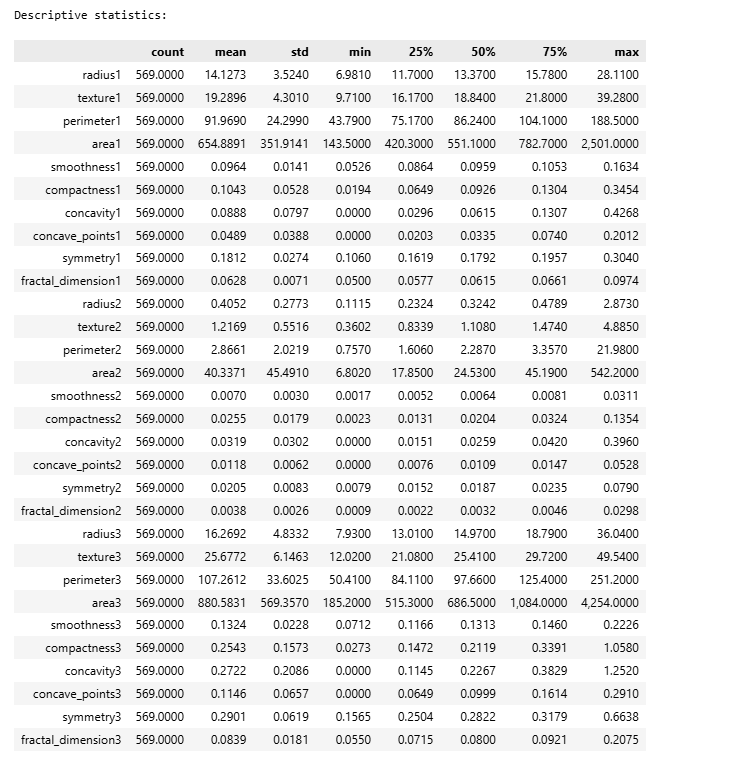 Descriptive statistics:
count mean std min 25% 50% 75% max
radius1 569.0000 14.1273 3.5240 6.9810 11.7000 13.3700 15.7800 28.1100
texture1 569.0000 19.2896 4.3010 9.7100 16.1700 18.8400 21.8000 39.2800
perimeter1 569.0000 91.9690 24.2990 43.7900 75.1700 86.2400 104.1000 188.5000
area1 569.0000 654.8891 351.9141 143.5000 420.3000 551.1000 782.7000 2,501.0000
smoothness1 569.0000 0.0964 0.0141 0.0526 0.0864 0.0959 0.1053 0.1634
compactness1 569.0000 0.1043 0.0528 0.0194 0.0649 0.0926 0.1304 0.3454
concavity1 569.0000 0.0888 0.0797 0.0000 0.0296 0.0615 0.1307 0.4268
concave_points1 569.0000 0.0489 0.0388 0.0000 0.0203 0.0335 0.0740 0.2012
symmetry1 569.0000 0.1812 0.0274 0.1060 0.1619 0.1792 0.1957 0.3040
fractal_dimension1 569.0000 0.0628 0.0071 0.0500 0.0577 0.0615 0.0661 0.0974
radius2 569.0000 0.4052 0.2773 0.1115 0.2324 0.3242 0.4789 2.8730
texture2 569.0000 1.2169 0.5516 0.3602 0.8339 1.1080 1.4740 4.8850
perimeter2 569.0000 2.8661 2.0219 0.7570 1.6060 2.2870 3.3570 21.9800
area2 569.0000 40.3371 45.4910 6.8020 17.8500 24.5300 45.1900 542.2000
smoothness2 569.0000 0.0070 0.0030 0.0017 0.0052 0.0064 0.0081 0.0311
compactness2 569.0000 0.0255 0.0179 0.0023 0.0131 0.0204 0.0324 0.1354
concavity2 569.0000 0.0319 0.0302 0.0000 0.0151 0.0259 0.0420 0.3960
concave_points2 569.0000 0.0118 0.0062 0.0000 0.0076 0.0109 0.0147 0.0528
symmetry2 569.0000 0.0205 0.0083 0.0079 0.0152 0.0187 0.0235 0.0790
fractal_dimension2 569.0000 0.0038 0.0026 0.0009 0.0022 0.0032 0.0046 0.0298
radius3 569.0000 16.2692 4.8332 7.9300 13.0100 14.9700 18.7900 36.0400
texture3 569.0000 25.6772 6.1463 12.0200 21.0800 25.4100 29.7200 49.5400
perimeter3 569.0000 107.2612 33.6025 50.4100 84.1100 97.6600 125.4000 251.2000
area3 569.0000 880.5831 569.3570 185.2000 515.3000 686.5000 1,084.0000 4,254.0000
smoothness3 569.0000 0.1324 0.0228 0.0712 0.1166 0.1313 0.1460 0.2226
compactness3 569.0000 0.2543 0.1573 0.0273 0.1472 0.2119 0.3391 1.0580
concavity3 569.0000 0.2722 0.2086 0.0000 0.1145 0.2267 0.3829 1.2520
concave_points3 569.0000 0.1146 0.0657 0.0000 0.0649 0.0999 0.1614 0.2910
symmetry3 569.0000 0.2901 0.0619 0.1565 0.2504 0.2822 0.3179 0.6638
fractal_dimension3 569.0000 0.0839 0.0181 0.0550 0.0715 0.0800 0.0921 0.2075